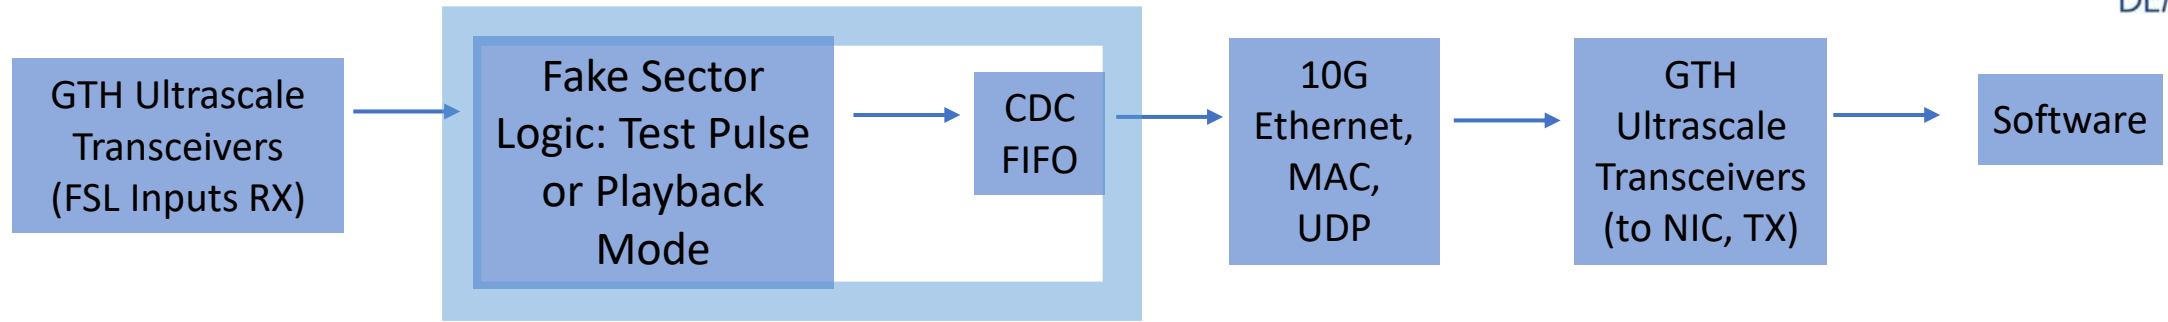 GTH Ultrascale
Transceivers
(FSL Inputs RX)
Fake Sector
Logic: Test Pulse
or Playback
Mode
CDC
FIFO
10G
Ethernet,
MAC,
UDP
GTH
Ultrascale
Transceivers
(to NIC, TX)
Software